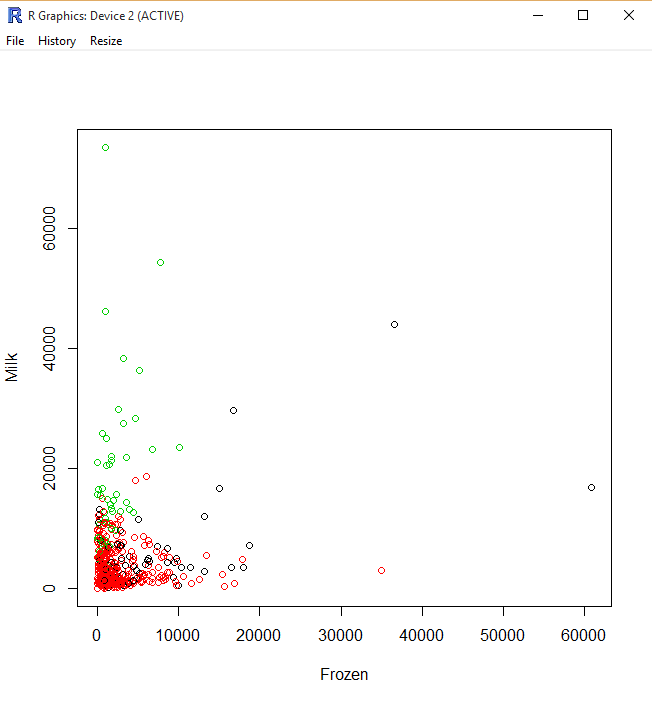 R Graphics: Device 2 (ACTIVE)
File History Resize
Milk
60000
40000
20000
0
0 10000 20000 30000 40000 50000 60000
Frozen